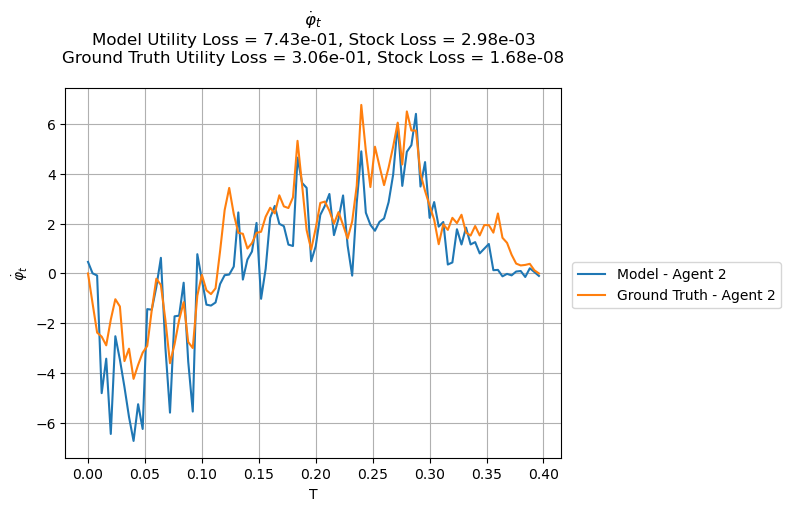 φ̇ₜ
Model Utility Loss = 7.43e-01, Stock Loss = 2.98e-03
Ground Truth Utility Loss = 3.06e-01, Stock Loss = 1.68e-08
6
4
2
0
−2
−4
−6
φ̇ₜ
0.00 0.05 0.10 0.15 0.20 0.25 0.30 0.35 0.40
T
Model - Agent 2
Ground Truth - Agent 2